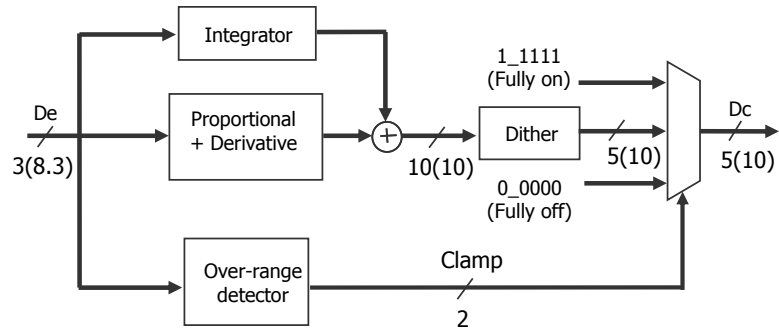 Integrator
1_1111
(Fully on)
De
3(8.3)
Proportional
+ Derivative
+
10(10)
Dither
5(10)
Dc
5(10)
0_0000
(Fully off)
Over-range
detector
Clamp
2